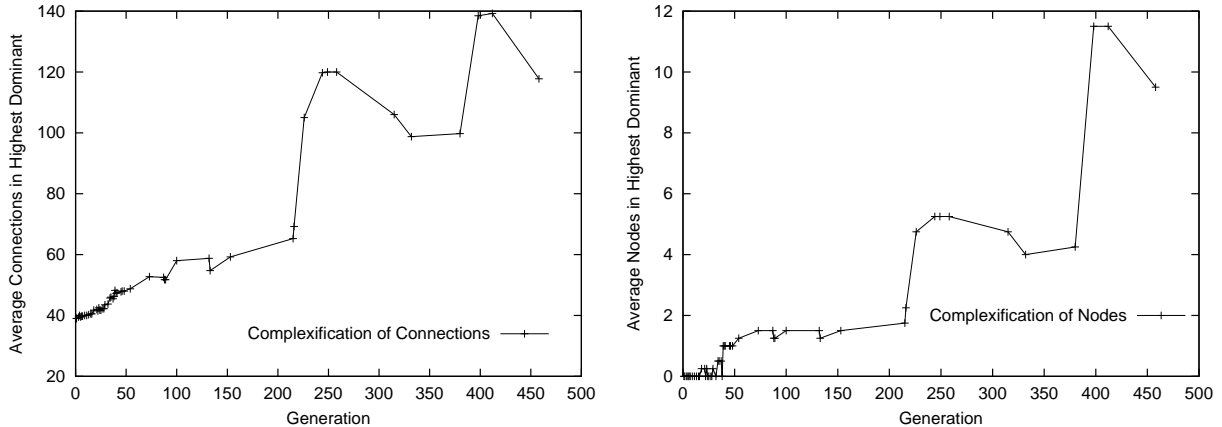 Average Connections in Highest Dominant
140
120
100
80
60
40
20
0 50 100 150 200 250 300 350 400 450 500
Generation
Complexification of Connections
Average Nodes in Highest Dominant
12
10
8
6
4
2
0
0 50 100 150 200 250 300 350 400 450 500
Generation
Complexification of Nodes